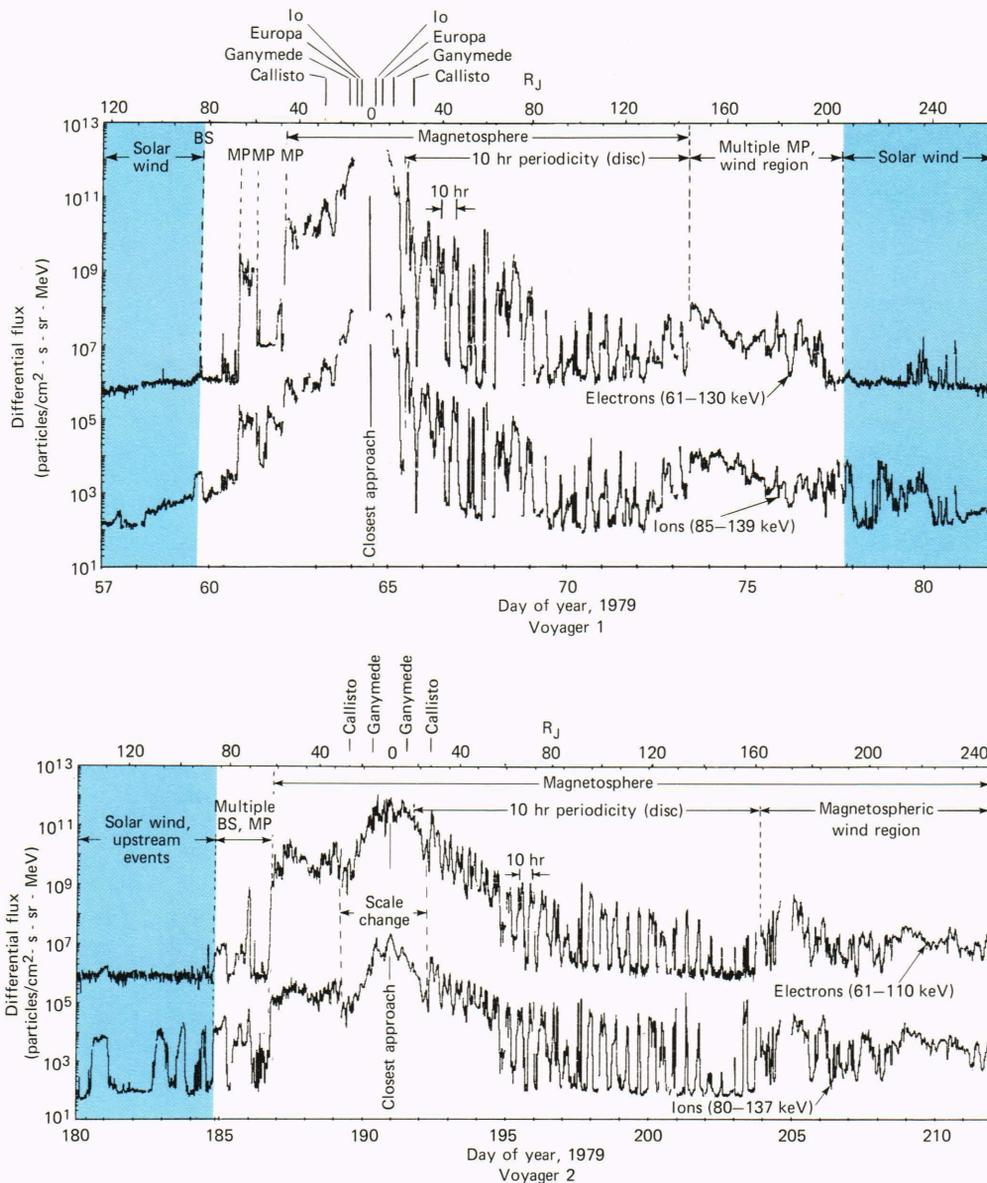 Io
Io
Europa
Europa
Ganymede
Ganymede
Callisto
Callisto
R_J
120 80 40 0 40 80 120 160 200 240
10^13
10^11
10^9
10^7
10^5
10^3
10^1
Differential flux
(particles/cm² - s - sr - MeV)
BS
Solar
wind
MP
MP
MP
Magnetosphere
10 hr periodicity (disc)
10 hr
Multiple MP,
wind region
Solar wind
Electrons (61–130 keV)
Closest approach
Ions (85–139 keV)
57 60 65 70 75 80
Day of year, 1979
Voyager 1
Callisto
Ganymede
Ganymede
Callisto
R_J
120 80 40 0 40 80 120 160 200 240
10^13
10^11
10^9
10^7
10^5
10^3
10^1
Differential flux
(particles/cm² - s - sr - MeV)
Magnetosphere
Solar wind,
upstream
events
Multiple
BS, MP
10 hr periodicity (disc)
Magnetospheric
wind region
10 hr
Scale
change
Closest approach
Electrons (61–110 keV)
Ions (80–137 keV)
180 185 190 195 200 205 210
Day of year, 1979
Voyager 2